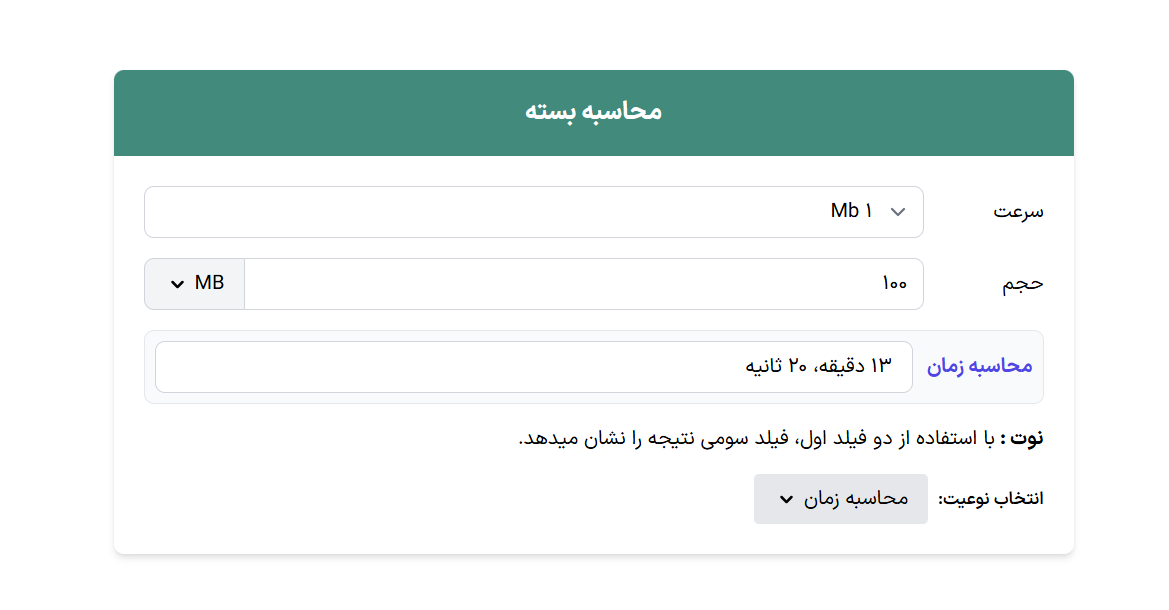 محاسبه بسته
سرعت
۱ Mb
حجم
۱۰۰
MB
محاسبه زمان
۱۳ دقیقه، ۲۰ ثانیه
نوت : با استفاده از دو فیلد اول، فیلد سومی نتیجه را نشان میدهد.
انتخاب نوعیت:
محاسبه زمان